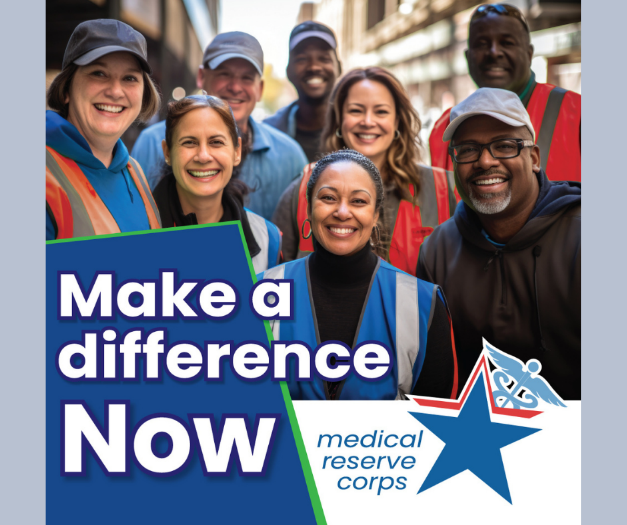 Make a
difference
Now
medical
reserve
corps